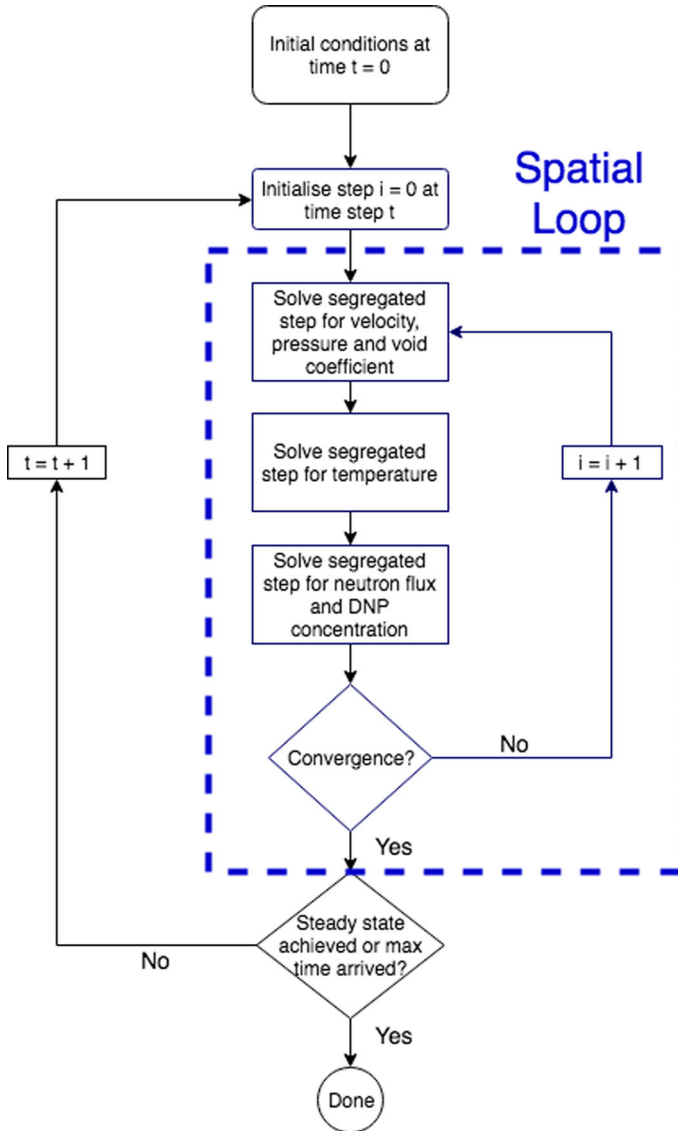 Initial conditions at
time t = 0
Spatial
Loop
Initialise step i = 0 at
time step t
Solve segregated
step for velocity,
pressure and void
coefficient
t = t + 1
Solve segregated
step for temperature
i = i + 1
Solve segregated
step for neutron flux
and DNP
concentration
Convergence?
No
Yes
Steady state
achieved or max
time arrived?
No
Yes
Done